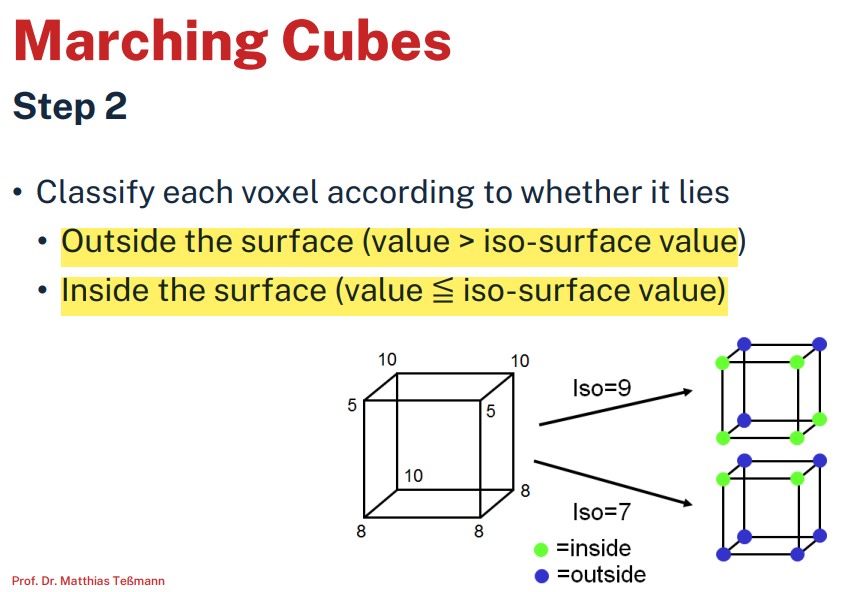 Marching Cubes
Step 2
• Classify each voxel according to whether it lies
• Outside the surface (value > iso-surface value)
• Inside the surface (value ≦ iso-surface value)
10
10
5
5
Iso=9
10
8
8
8
Iso=7
=inside
=outside
Prof. Dr. Matthias Teßmann